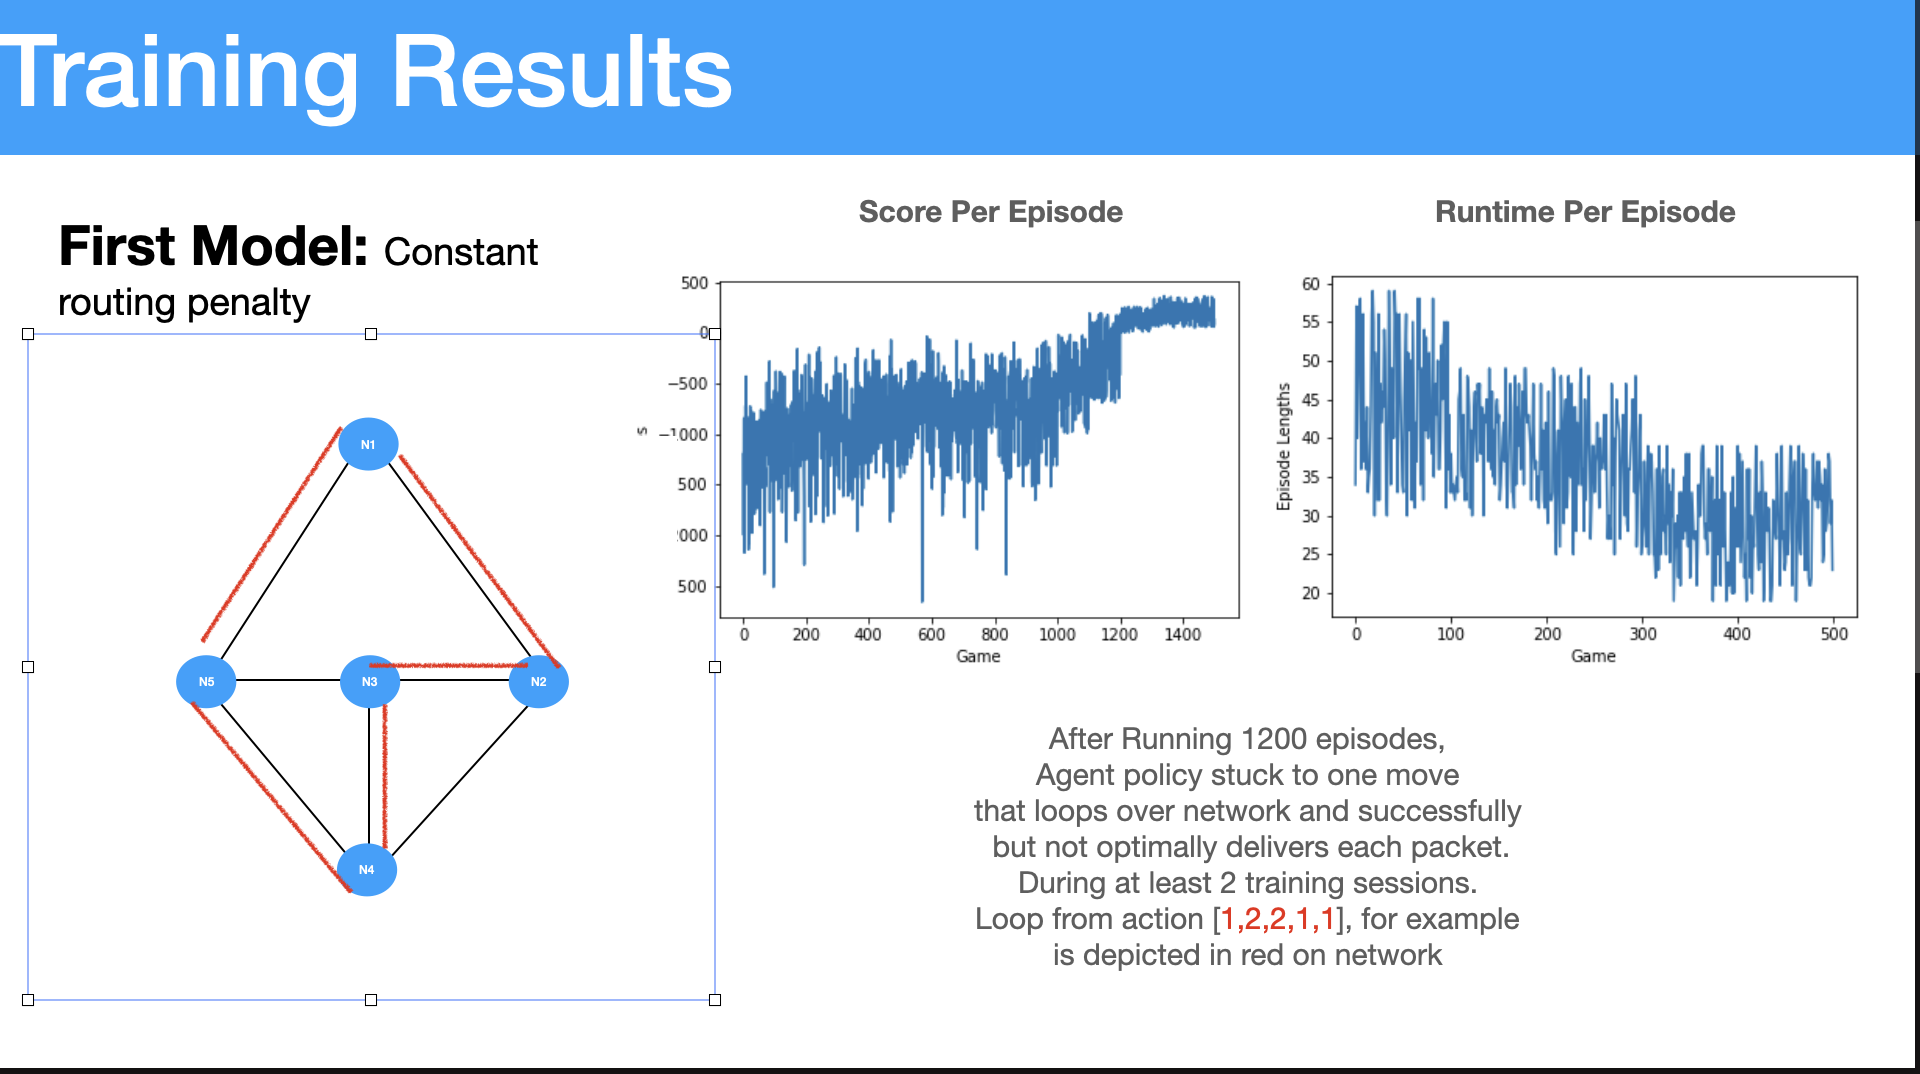 Training Results
First Model: Constant
routing penalty
N1
N5
N3
N2
N4
Score Per Episode
500
0
−500
−1000
500
2000
500
s
0 200 400 600 800 1000 1200 1400
Game
Runtime Per Episode
60
55
50
45
40
35
30
25
20
Episode Lengths
0 100 200 300 400 500
Game
After Running 1200 episodes,
Agent policy stuck to one move
that loops over network and successfully
but not optimally delivers each packet.
During at least 2 training sessions.
Loop from action [1,2,2,1,1], for example
is depicted in red on network